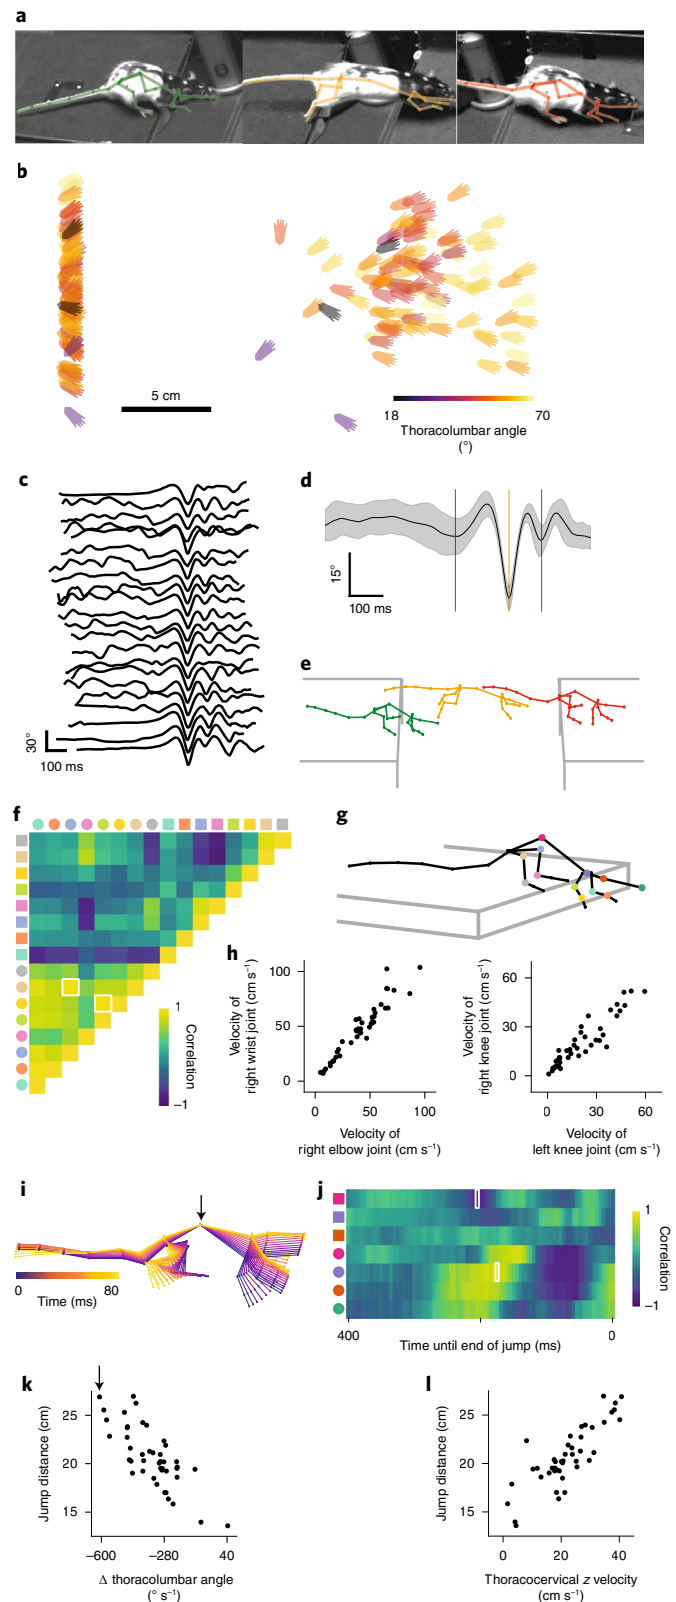 a
b
5 cm
18
70
Thoracolumbar angle
(°)
c
30°
100 ms
d
15°
100 ms
e
f
1
Correlation
−1
g
h
Velocity of
right wrist joint (cm s⁻¹)
100
50
0
0
50
100
Velocity of
right elbow joint (cm s⁻¹)
Velocity of
right knee joint (cm s⁻¹)
60
30
0
0
30
60
Velocity of
left knee joint (cm s⁻¹)
i
0
80
Time (ms)
j
1
Correlation
−1
400
0
Time until end of jump (ms)
k
Jump distance (cm)
25
20
15
−600
−280
40
Δ thoracolumbar angle
(° s⁻¹)
l
Jump distance (cm)
25
20
15
0
20
40
Thoracocervical z velocity
(cm s⁻¹)